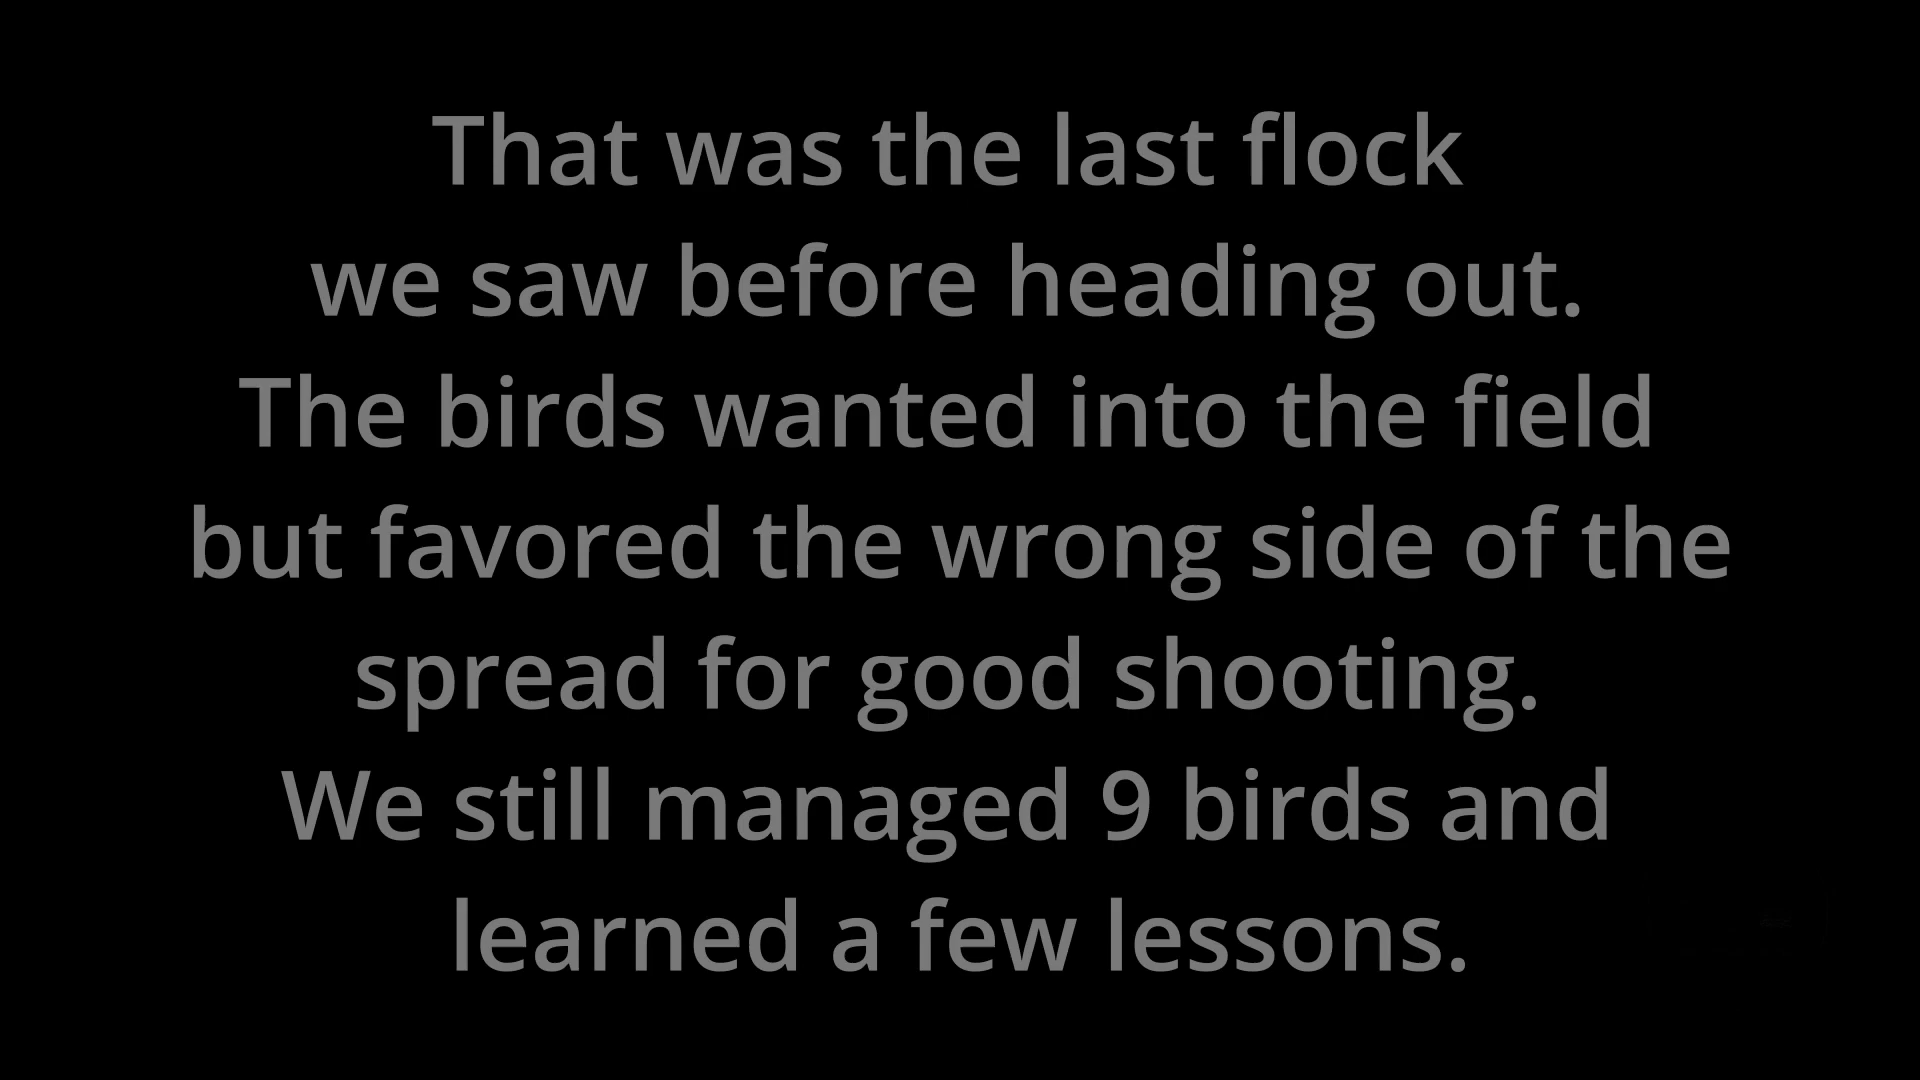 That was the last flock
we saw before heading out.
The birds wanted into the field
but favored the wrong side of the
spread for good shooting.
We still managed 9 birds and
learned a few lessons.